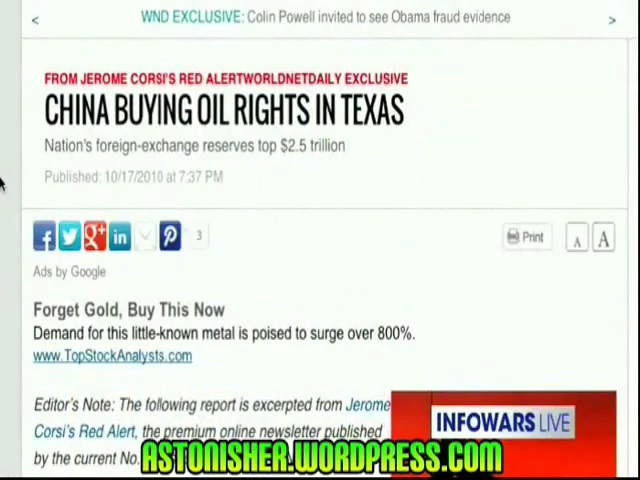 < WND EXCLUSIVE: Colin Powell invited to see Obama fraud evidence >
FROM JEROME CORSI'S RED ALERTWORLDNETDAILY EXCLUSIVE
CHINA BUYING OIL RIGHTS IN TEXAS
Nation's foreign-exchange reserves top $2.5 trillion
Published: 10/17/2010 at 7:37 PM
f g+ in 3 Print A A
Ads by Google
Forget Gold, Buy This Now
Demand for this little-known metal is poised to surge over 800%.
www.TopStockAnalysts.com
Editor's Note: The following report is excerpted from Jerome
Corsi's Red Alert, the premium online newsletter published
by the current No.
INFOWARS LIVE
ASTONISHER.WORDPRESS.COM